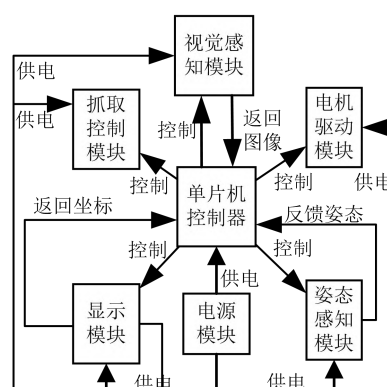 视觉感
知模块
供电
供电
抓取
控制
模块
控制
返回
图像
电机
驱动
模块
供电
控制
控制
单片机
控制器
返回坐标
反馈姿态
控制
控制
供电
显示
模块
电源
模块
姿态
感知
模块
供电
供电